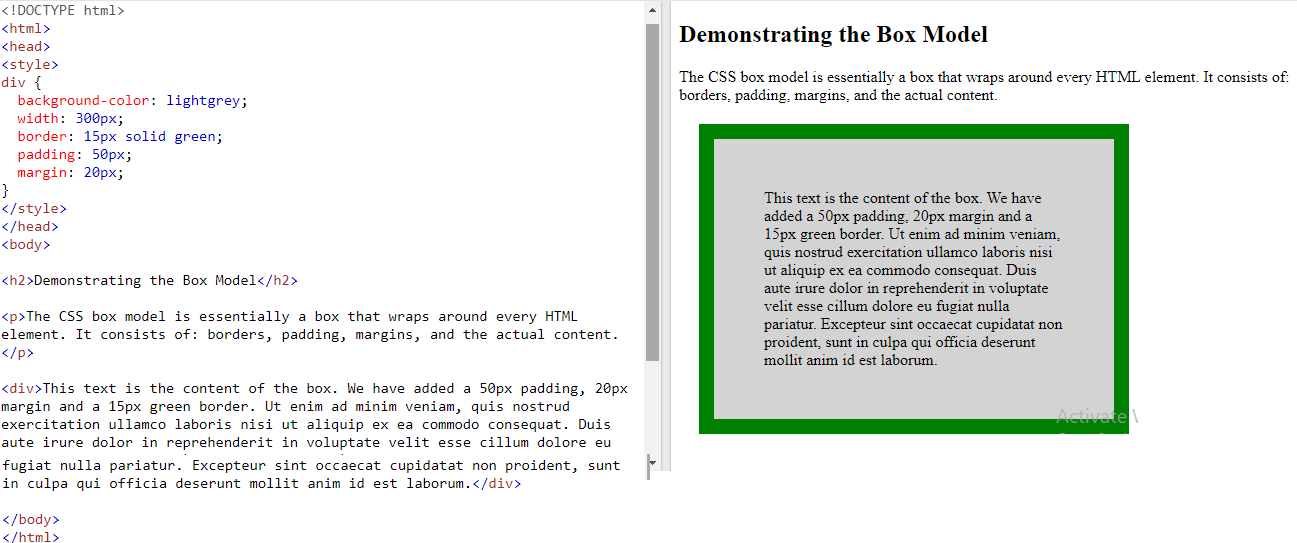 <!DOCTYPE html>
<html>
<head>
<style>
div {
  background-color: lightgrey;
  width: 300px;
  border: 15px solid green;
  padding: 50px;
  margin: 20px;
}
</style>
</head>
<body>

<h2>Demonstrating the Box Model</h2>

<p>The CSS box model is essentially a box that wraps around every HTML
element. It consists of: borders, padding, margins, and the actual content.
</p>

<div>This text is the content of the box. We have added a 50px padding, 20px
margin and a 15px green border. Ut enim ad minim veniam, quis nostrud
exercitation ullamco laboris nisi ut aliquip ex ea commodo consequat. Duis
aute irure dolor in reprehenderit in voluptate velit esse cillum dolore eu
fugiat nulla pariatur. Excepteur sint occaecat cupidatat non proident, sunt
in culpa qui officia deserunt mollit anim id est laborum.</div>

</body>
</html>
Demonstrating the Box Model
The CSS box model is essentially a box that wraps around every HTML element. It consists of:
borders, padding, margins, and the actual content.
This text is the content of the box. We have
added a 50px padding, 20px margin and a
15px green border. Ut enim ad minim veniam,
quis nostrud exercitation ullamco laboris nisi
ut aliquip ex ea commodo consequat. Duis
aute irure dolor in reprehenderit in voluptate
velit esse cillum dolore eu fugiat nulla
pariatur. Excepteur sint occaecat cupidatat non
proident, sunt in culpa qui officia deserunt
mollit anim id est laborum.
Activate